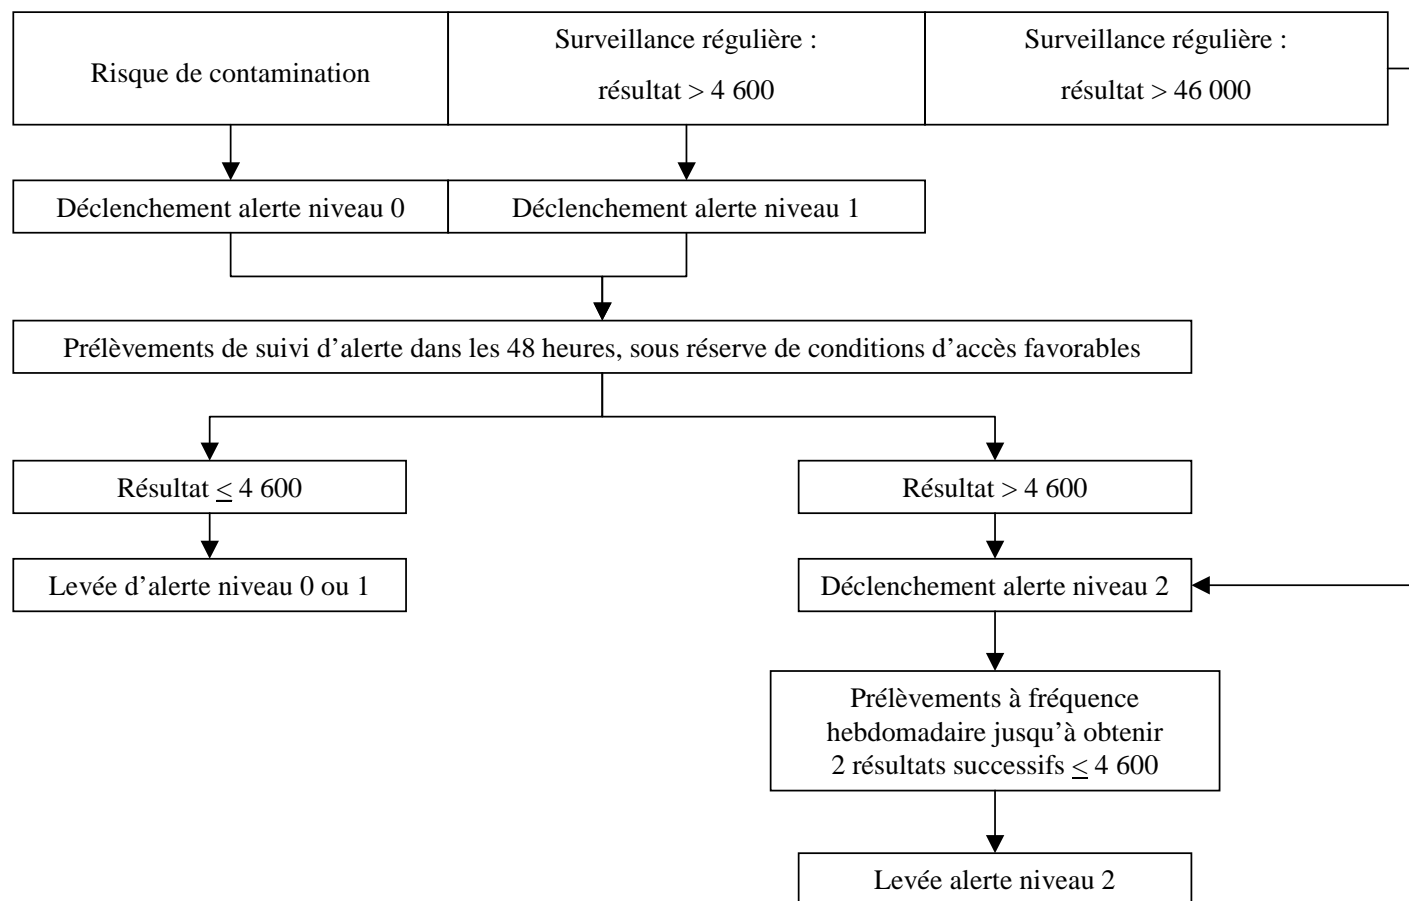 Risque de contamination
Surveillance régulière :
résultat > 4 600
Surveillance régulière :
résultat > 46 000
Déclenchement alerte niveau 0
Déclenchement alerte niveau 1
Prélèvements de suivi d’alerte dans les 48 heures, sous réserve de conditions d’accès favorables
Résultat ≤ 4 600
Résultat > 4 600
Levée d’alerte niveau 0 ou 1
Déclenchement alerte niveau 2
Prélèvements à fréquence
hebdomadaire jusqu’à obtenir
2 résultats successifs ≤ 4 600
Levée alerte niveau 2